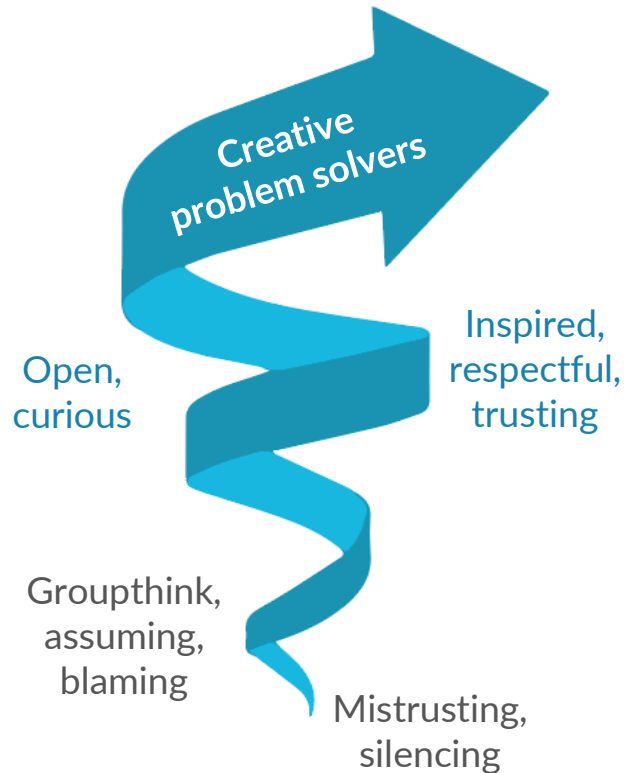 Creative
problem solvers
Inspired,
respectful,
trusting
Open,
curious
Groupthink,
assuming,
blaming
Mistrusting,
silencing